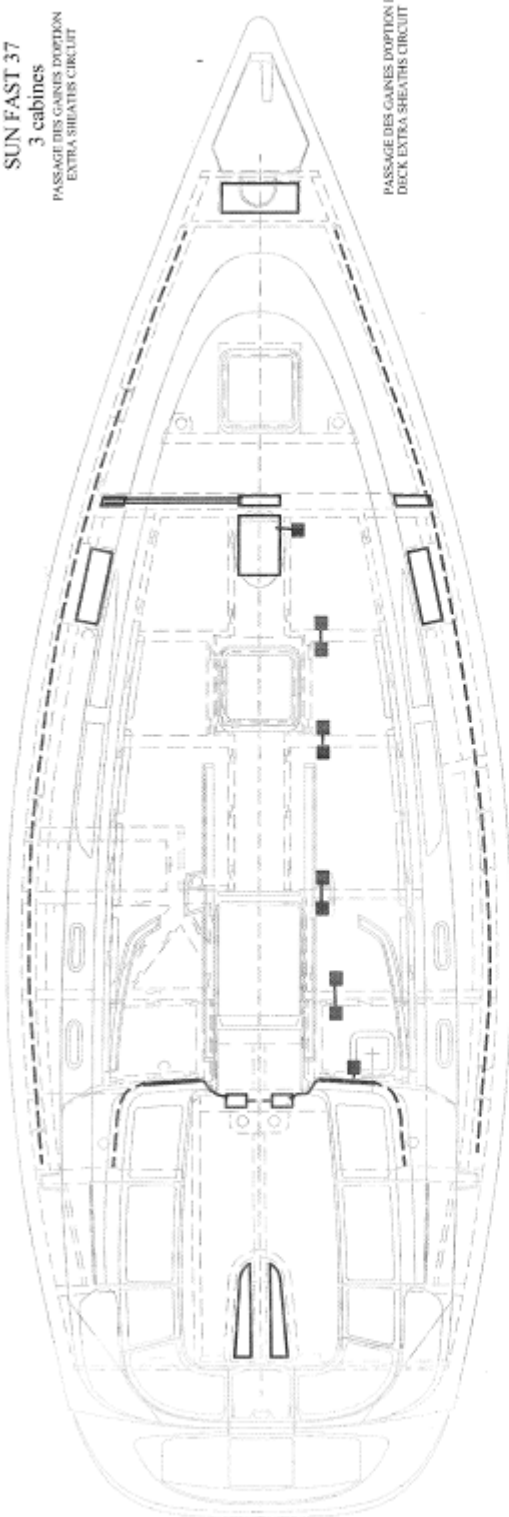 SUN FAST 37
3 cabines
PASSAGE DES GAINES D'OPTION
EXTRA SHEATHS CIRCUIT
PASSAGE DES GAINES D'OPTION
DECK EXTRA SHEATHS CIRCUIT